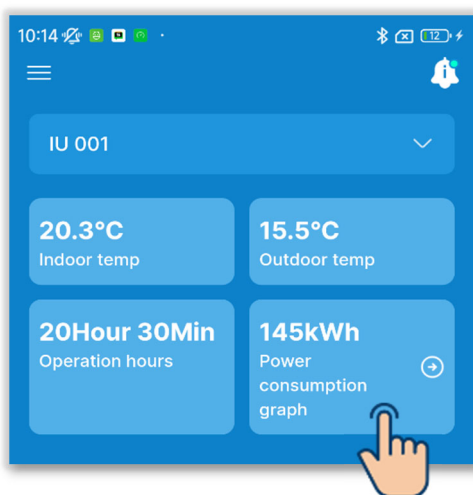 10:14
12
IU 001
20.3°C
Indoor temp
15.5°C
Outdoor temp
20Hour 30Min
Operation hours
145kWh
Power
consumption
graph